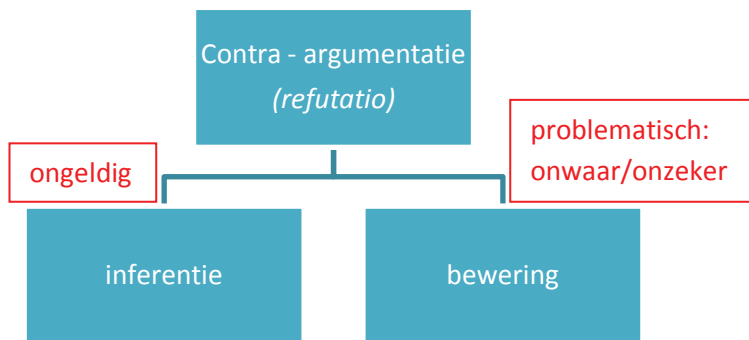 Contra - argumentatie
(refutatio)
problematisch:
onwaar/onzeker
ongeldig
inferentie
bewering